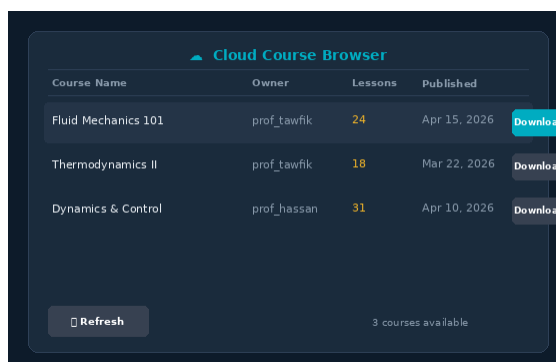 ☁ Cloud Course Browser
Course Name Owner Lessons Published
Fluid Mechanics 101 prof_tawfik 24 Apr 15, 2026
Thermodynamics II prof_tawfik 18 Mar 22, 2026
Dynamics & Control prof_hassan 31 Apr 10, 2026
Refresh
3 courses available